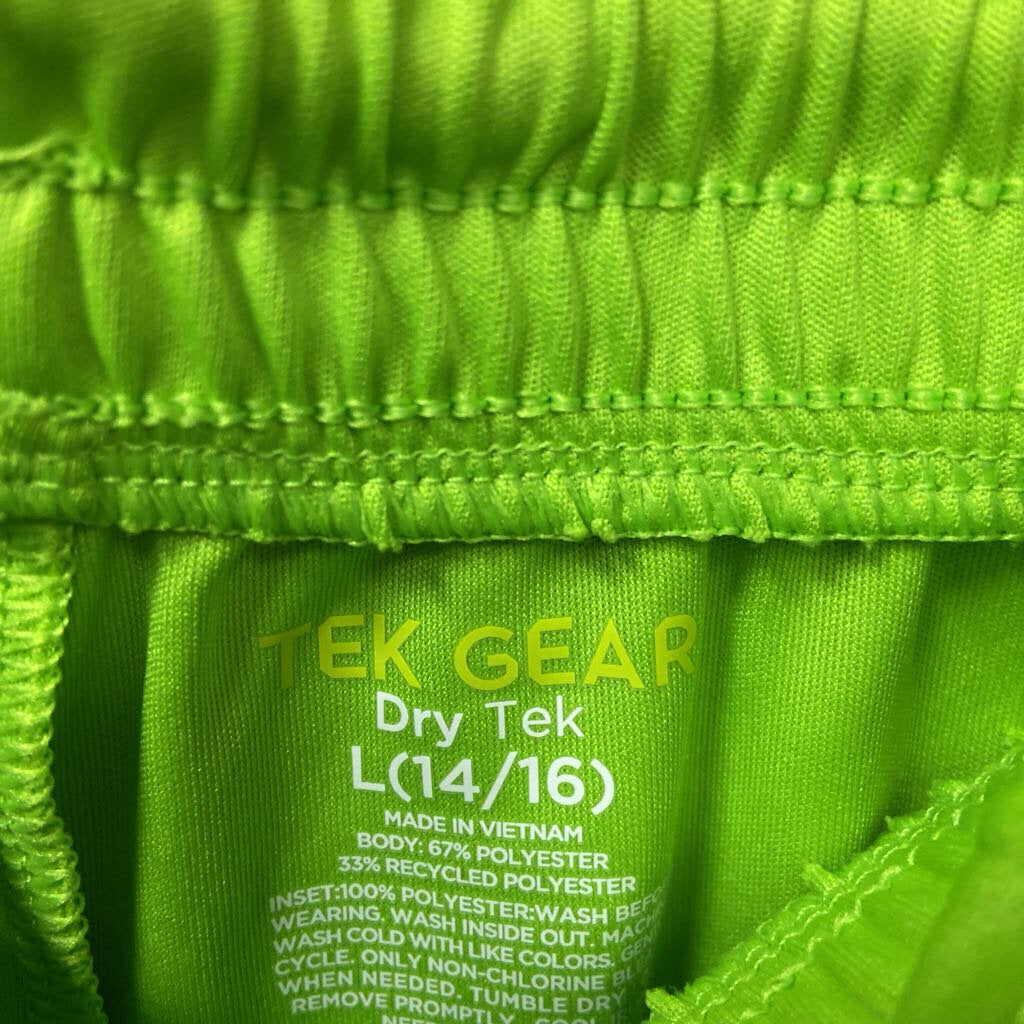 TEK GEAR
Dry Tek
L(14/16)
MADE IN VIETNAM
BODY: 67% POLYESTER
33% RECYCLED POLYESTER
INSET:100% POLYESTER:WASH
WEARING. WASH INSIDE OUT.
WASH COLD WITH LIKE COLORS.
CYCLE. ONLY NON-CHLORINE
WHEN NEEDED. TUMBLE DRY
REMOVE PROMPTLY.